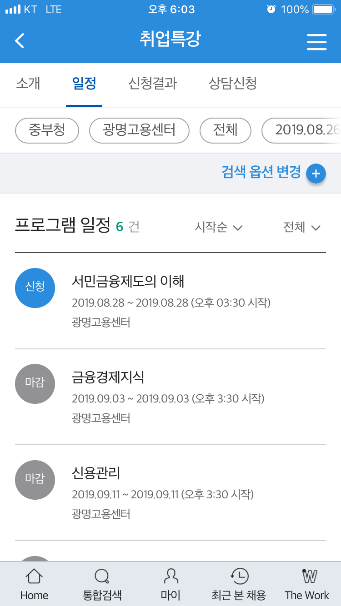 KT LTE 오후 6:03 100%
취업특강
소개 일정 신청결과 상담신청
중부청 광명고용센터 전체 2019.08.26
검색 옵션 변경 +
프로그램 일정 6 건 시작순 전체
신청 서민금융제도의 이해
2019.08.28 ~ 2019.08.28 (오후 03:30 시작)
광명고용센터
마감 금융경제지식
2019.09.03 ~ 2019.09.03 (오후 3:30 시작)
광명고용센터
마감 신용관리
2019.09.11 ~ 2019.09.11 (오후 3:30 시작)
광명고용센터
Home 통합검색 마이 최근 본 채용 The Work